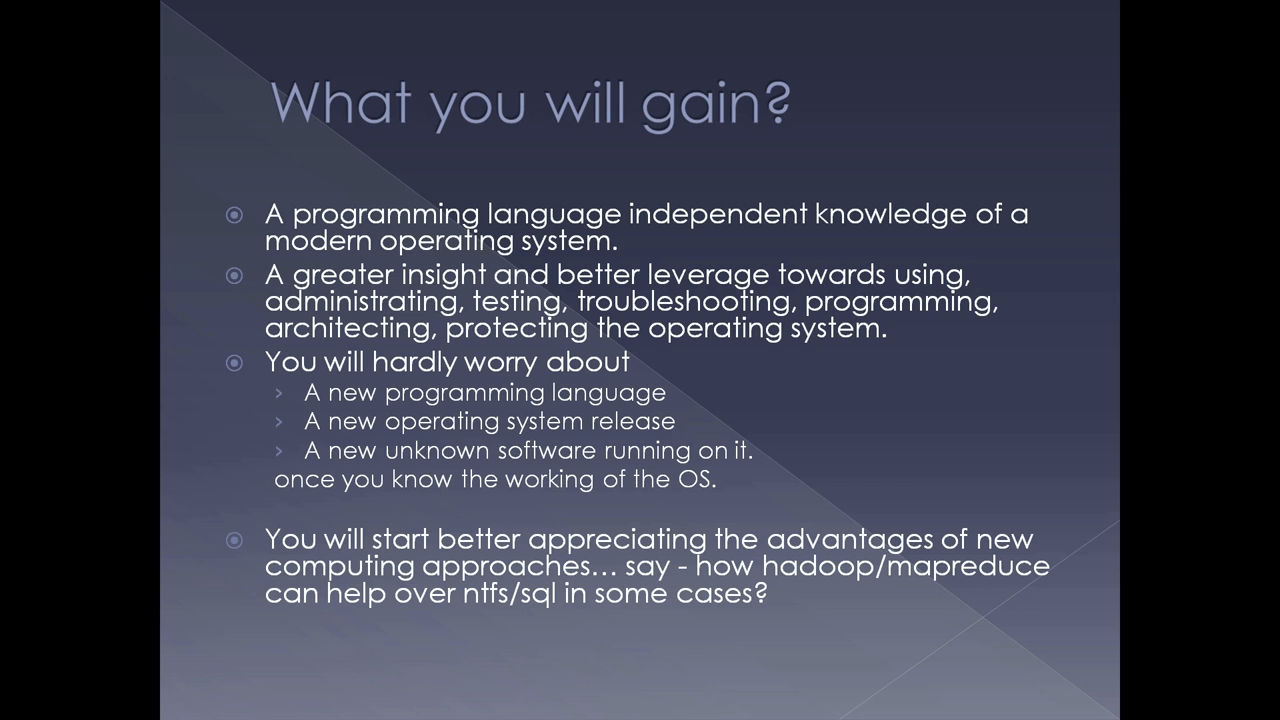 What you will gain?
A programming language independent knowledge of a
modern operating system.
A greater insight and better leverage towards using,
administrating, testing, troubleshooting, programming,
architecting, protecting the operating system.
You will hardly worry about
A new programming language
A new operating system release
A new unknown software running on it.
once you know the working of the OS.
You will start better appreciating the advantages of new
computing approaches… say - how hadoop/mapreduce
can help over ntfs/sql in some cases?